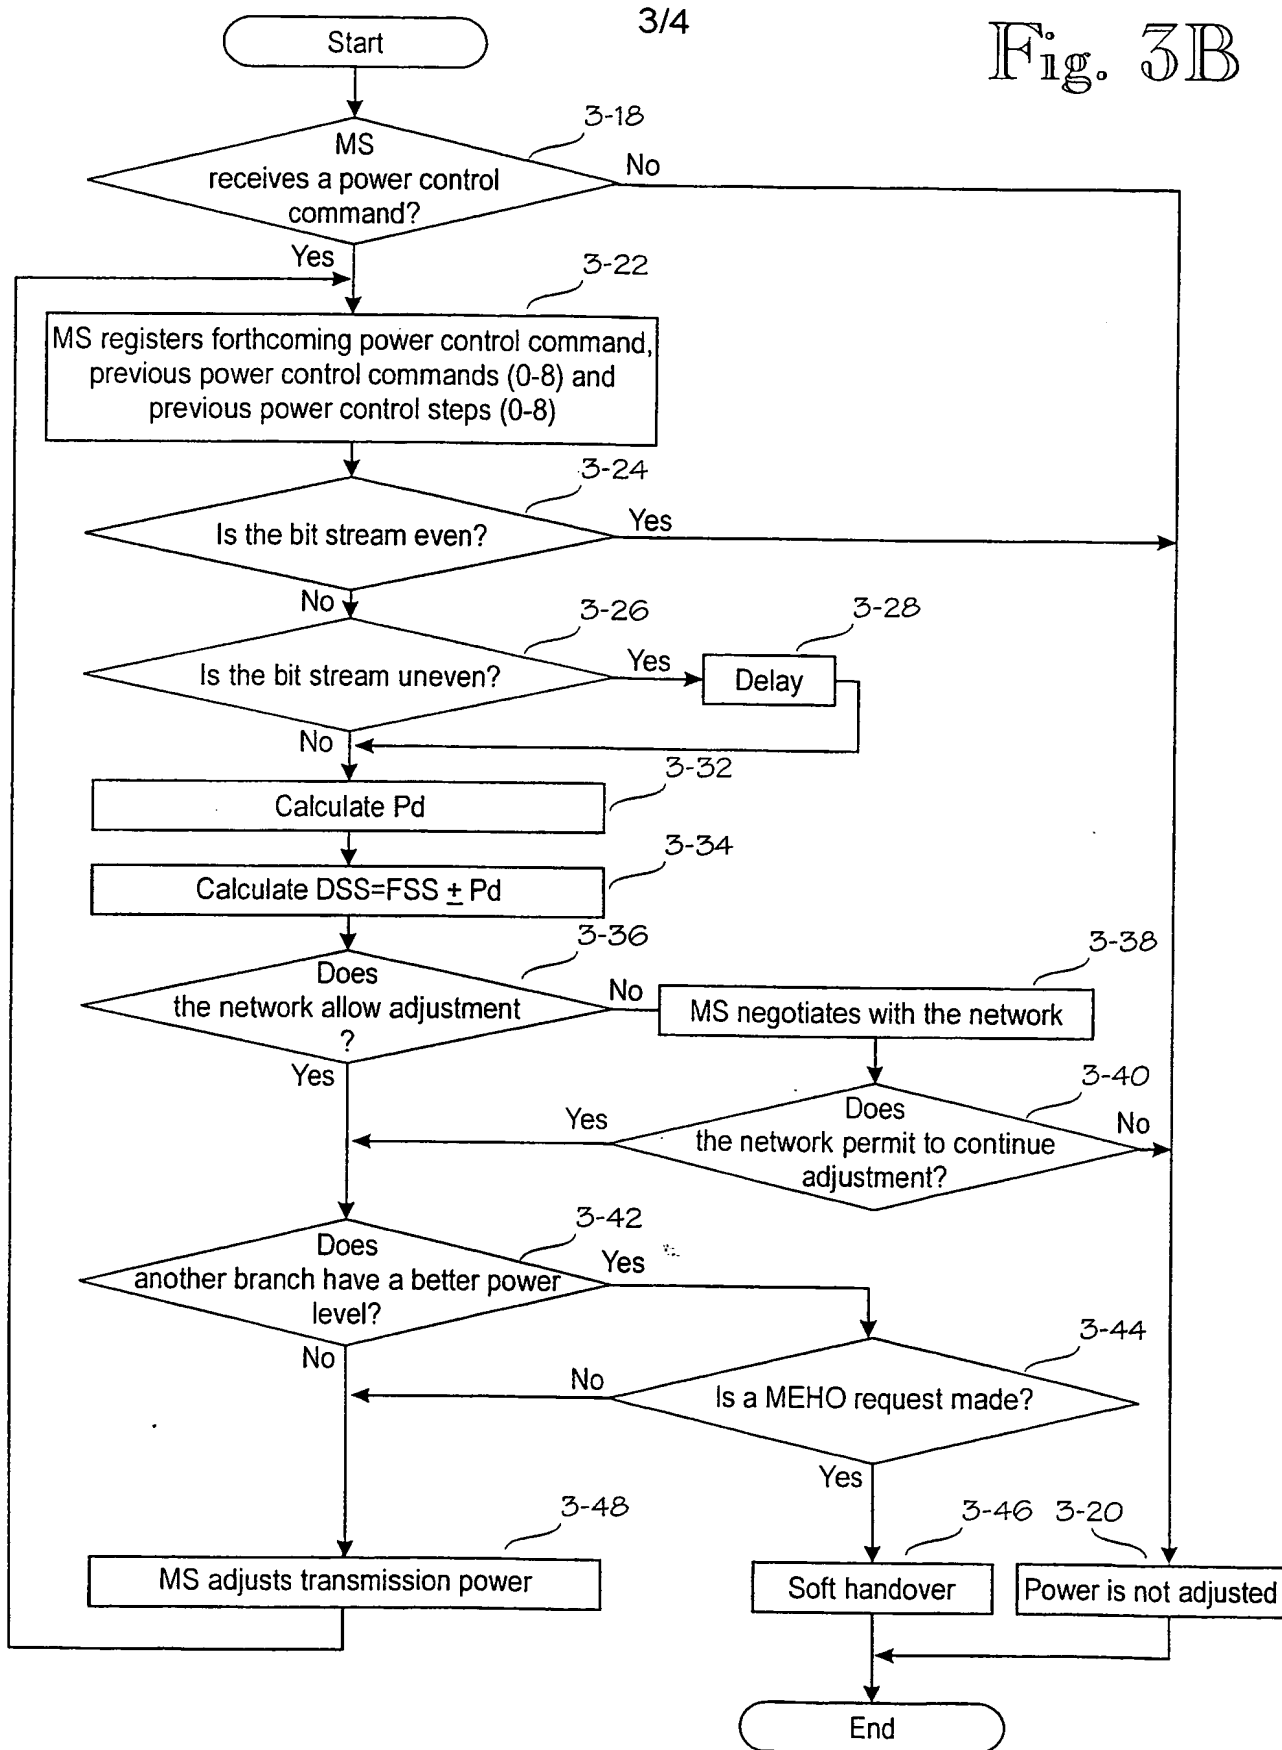 3/4
Fig. 3B
Start
3-18
MS
receives a power control
command?
No
Yes
3-22
MS registers forthcoming power control command,
previous power control commands (0-8) and
previous power control steps (0-8)
3-24
Is the bit stream even?
Yes
No
3-26
3-28
Is the bit stream uneven?
Yes
Delay
No
3-32
Calculate Pd
3-34
Calculate DSS=FSS ± Pd
3-36
3-38
Does
the network allow adjustment
?
No
MS negotiates with the network
Yes
3-40
Yes
Does
the network permit to continue
adjustment?
No
3-42
Does
another branch have a better power
level?
Yes
No
3-44
No
Is a MEHO request made?
Yes
3-48
3-46
3-20
MS adjusts transmission power
Soft handover
Power is not adjusted
End